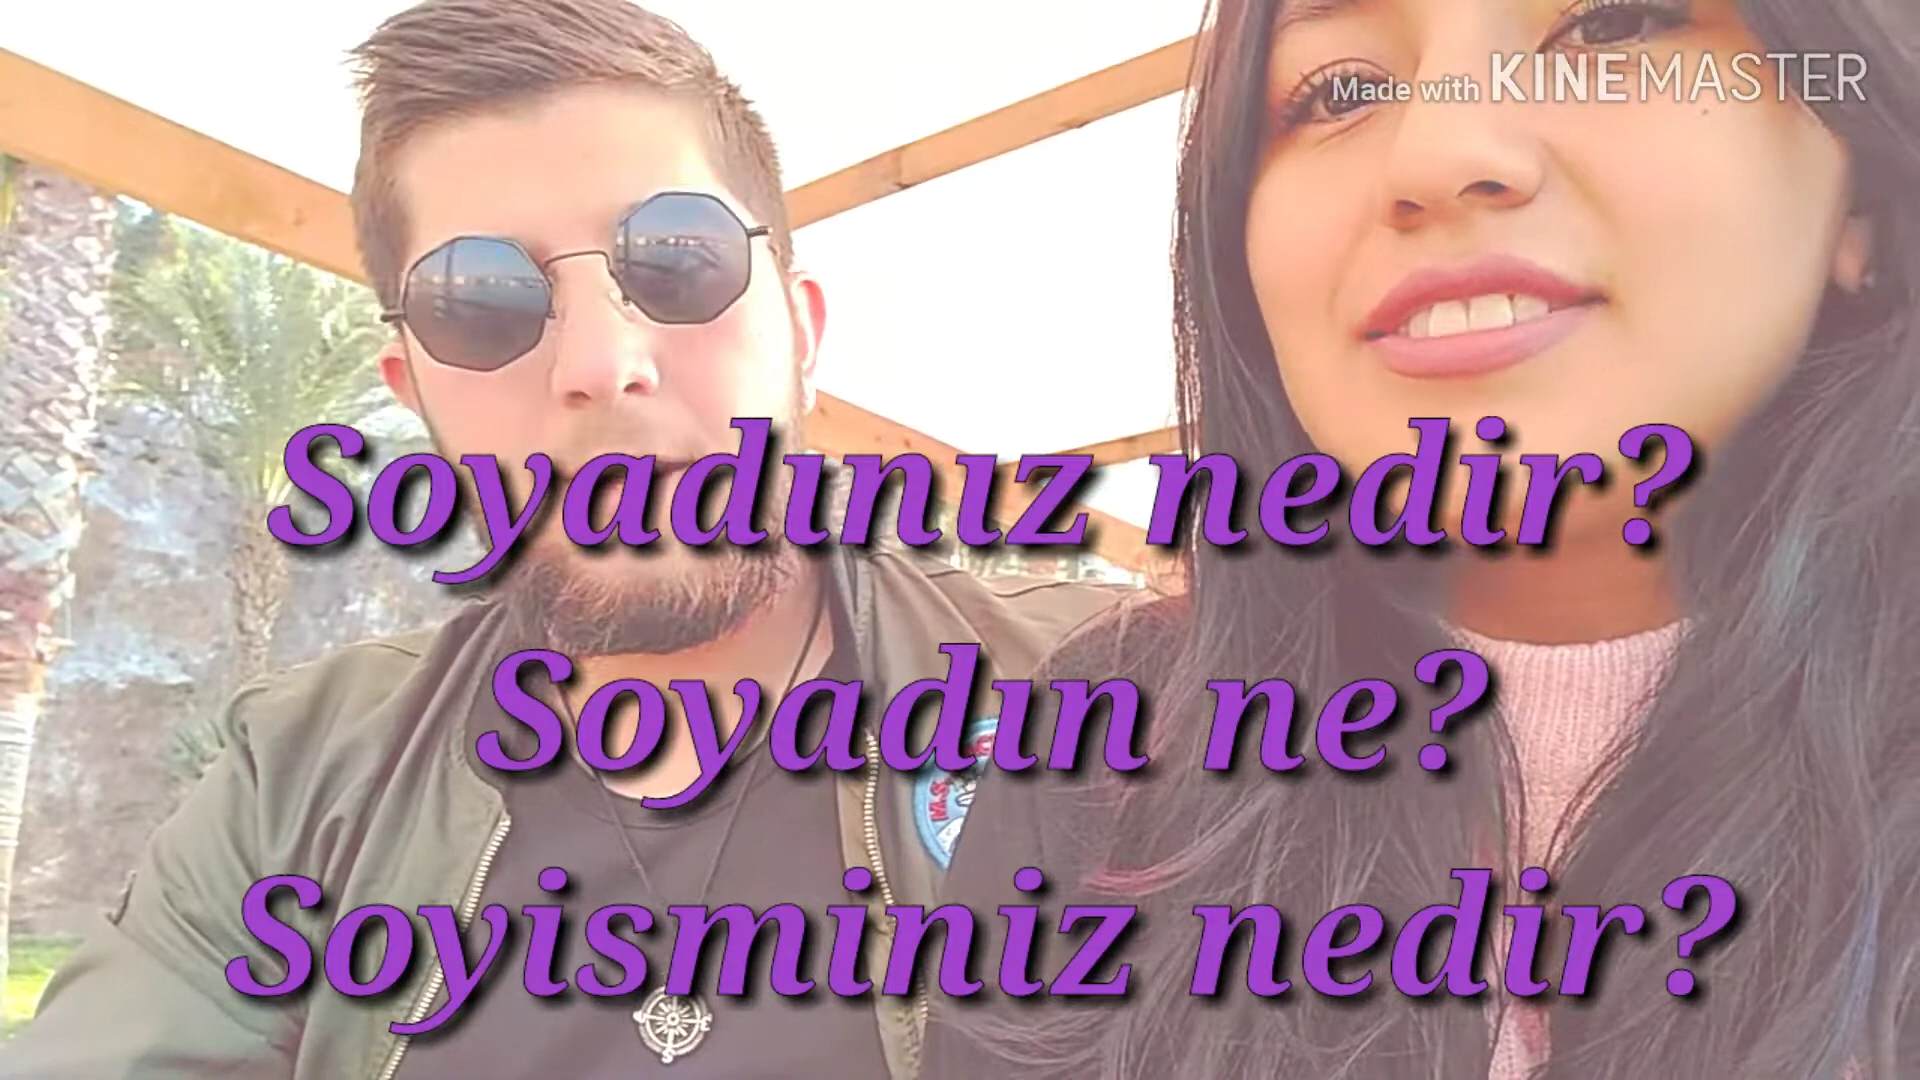 Made with KINEMASTER
Soyadınız nedir?
Soyadın ne?
M.S.
Soyisminiz nedir?